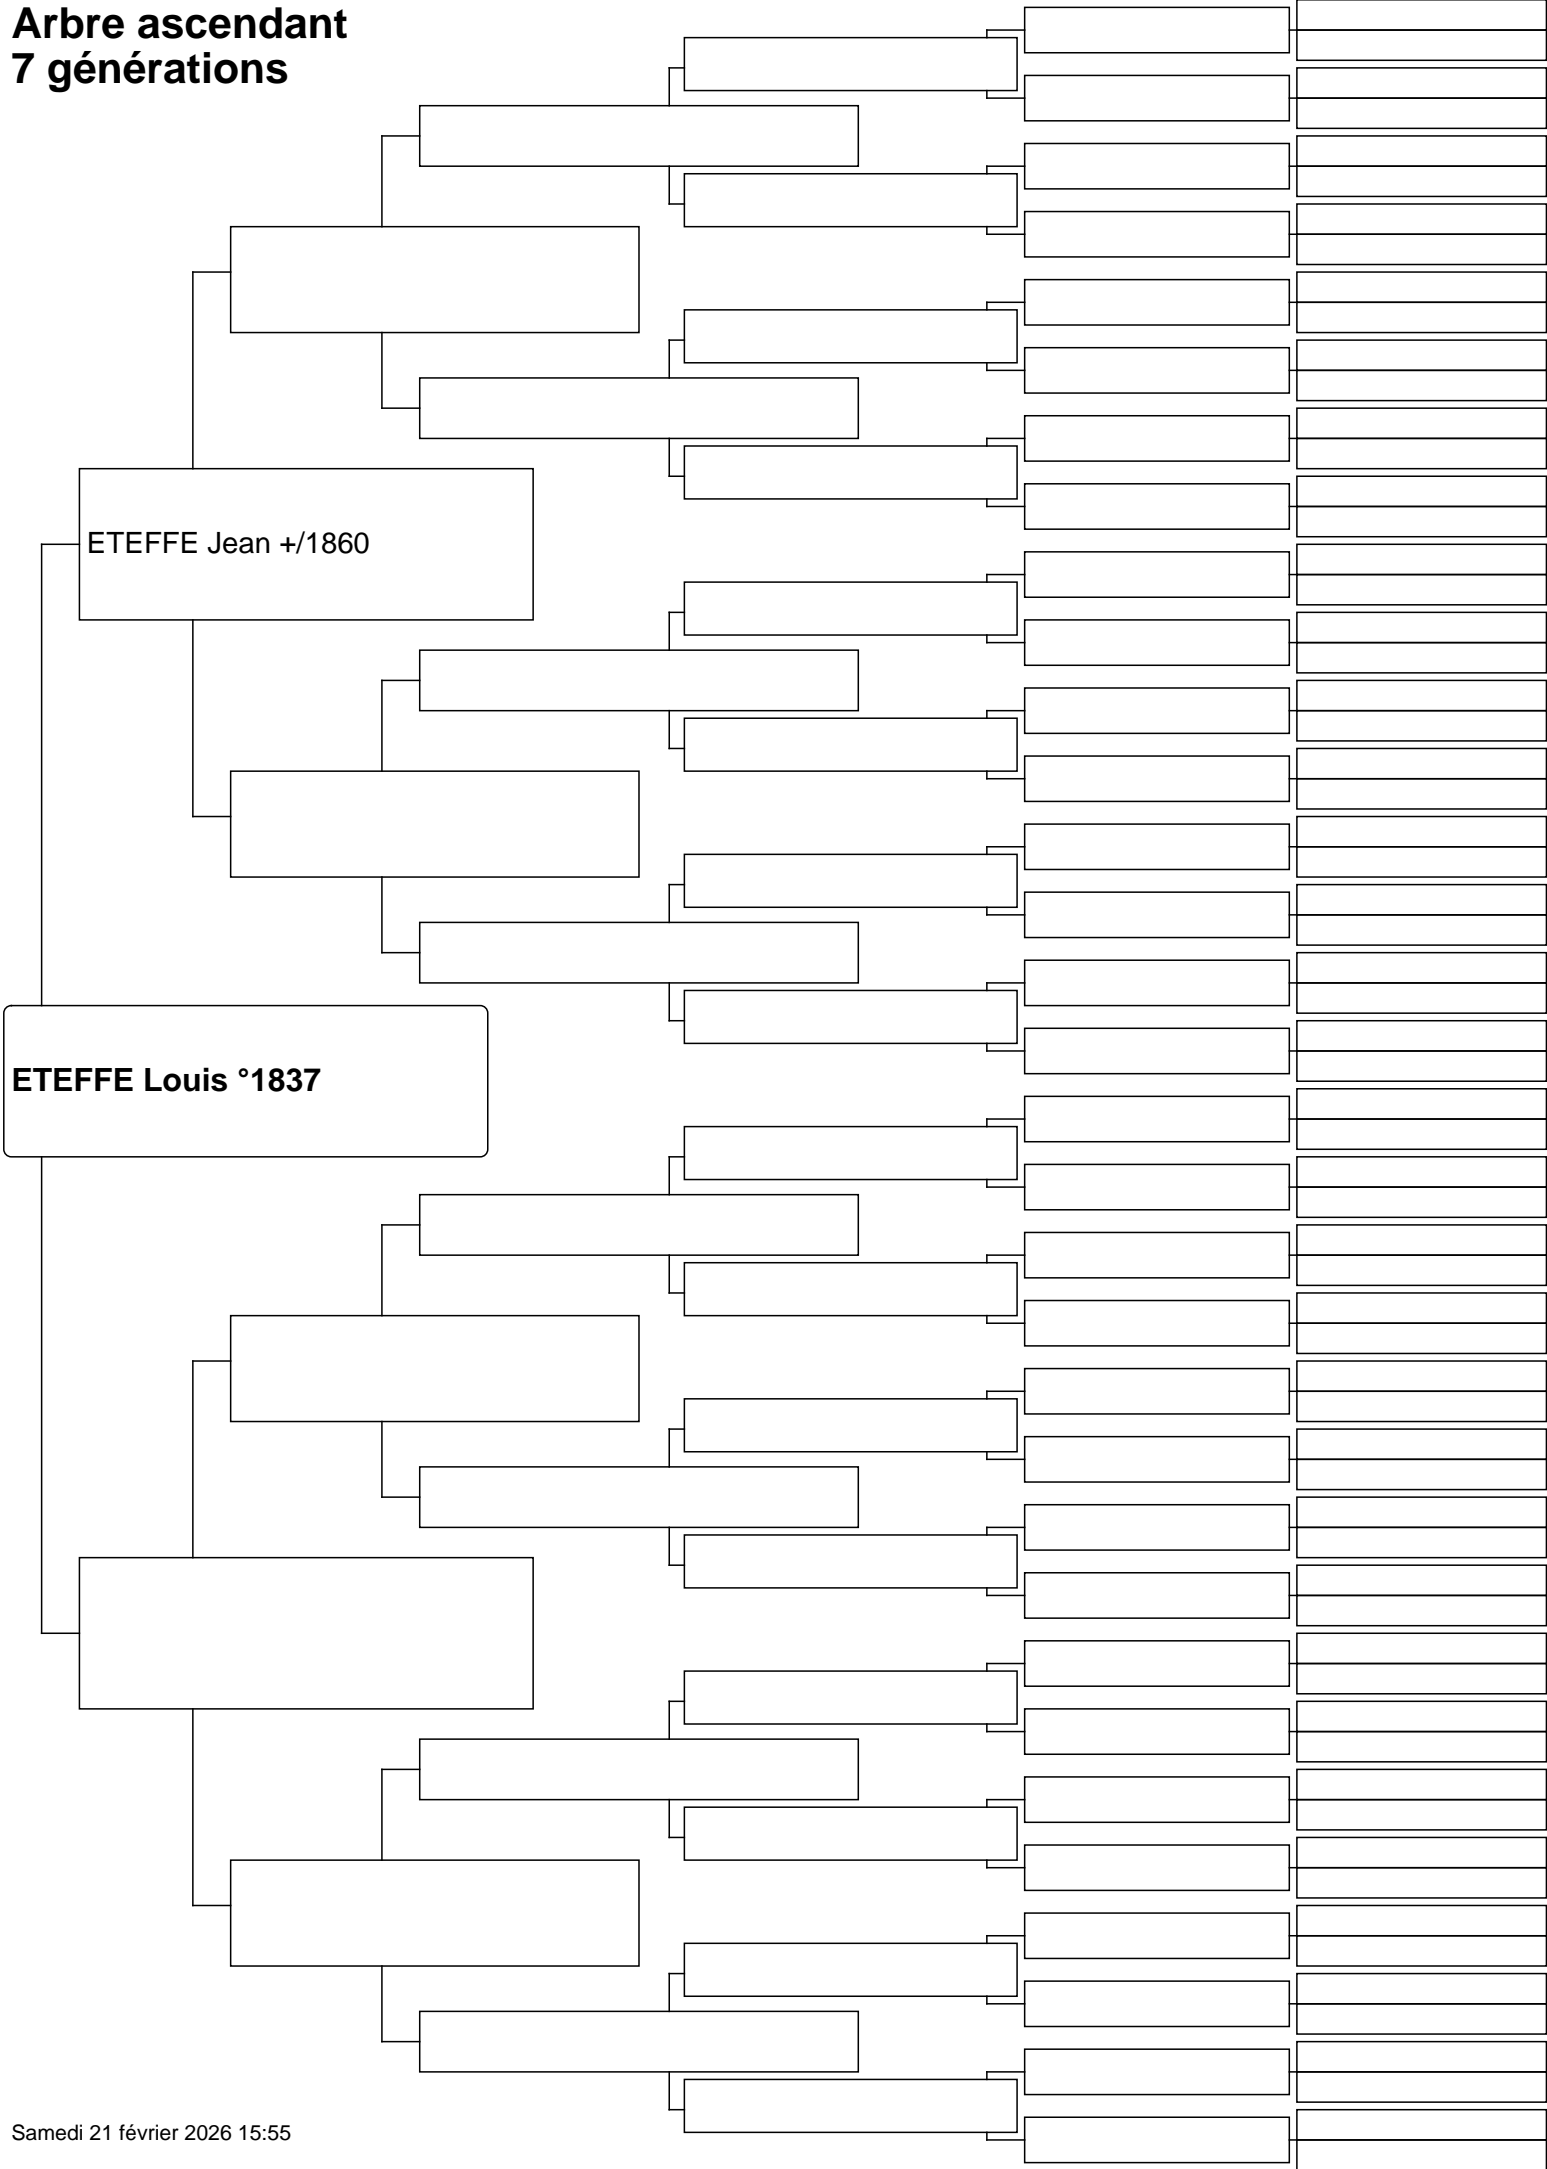 Arbre ascendant
7 générations
ETEFFE Jean +/1860
ETEFFE Louis °1837
Samedi 21 février 2026 15:55